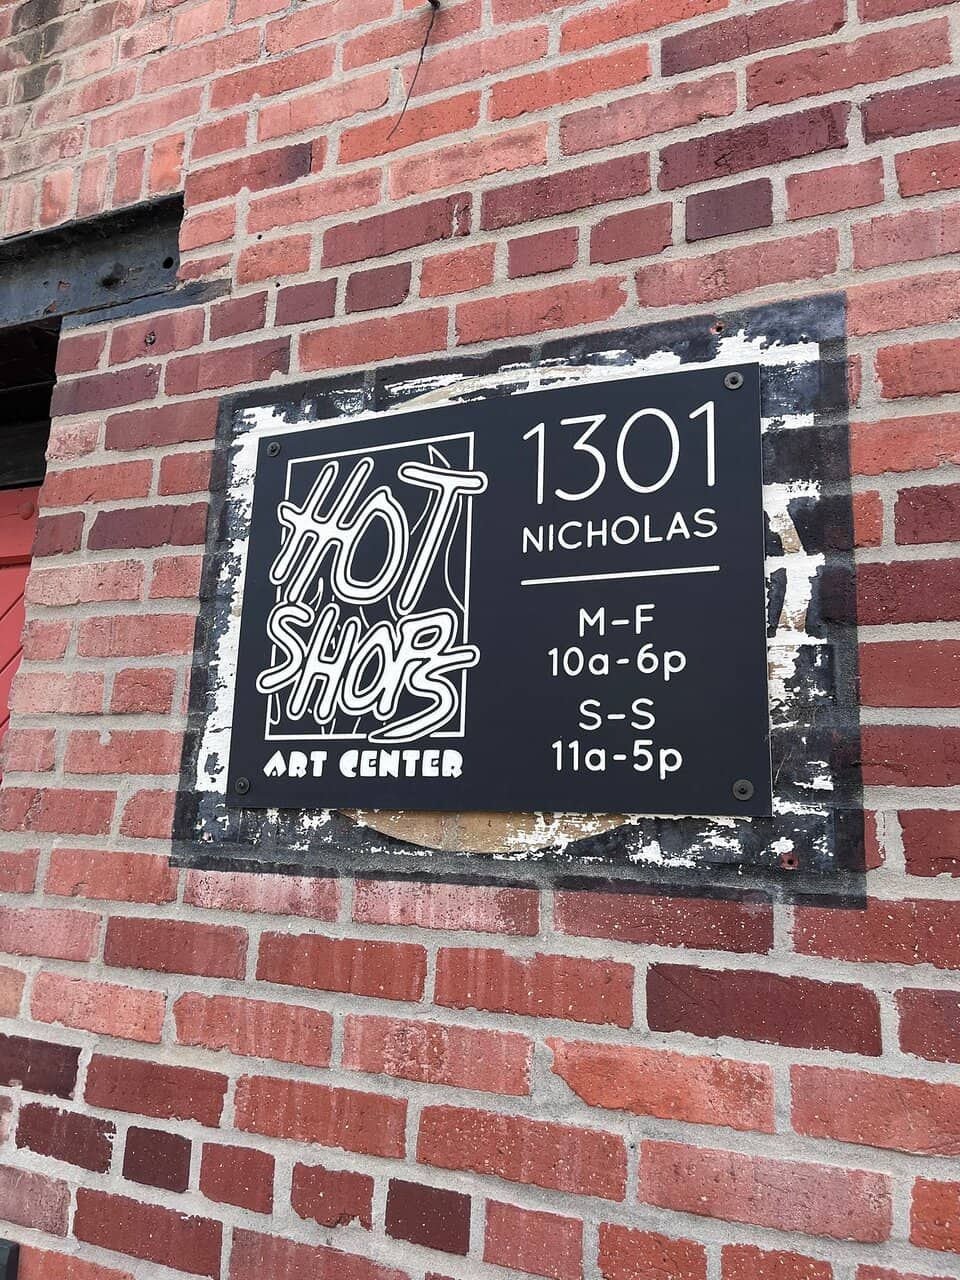 HOT
SHOPS
ART CENTER
1301
NICHOLAS
M-F
10a-6p
S-S
11a-5p